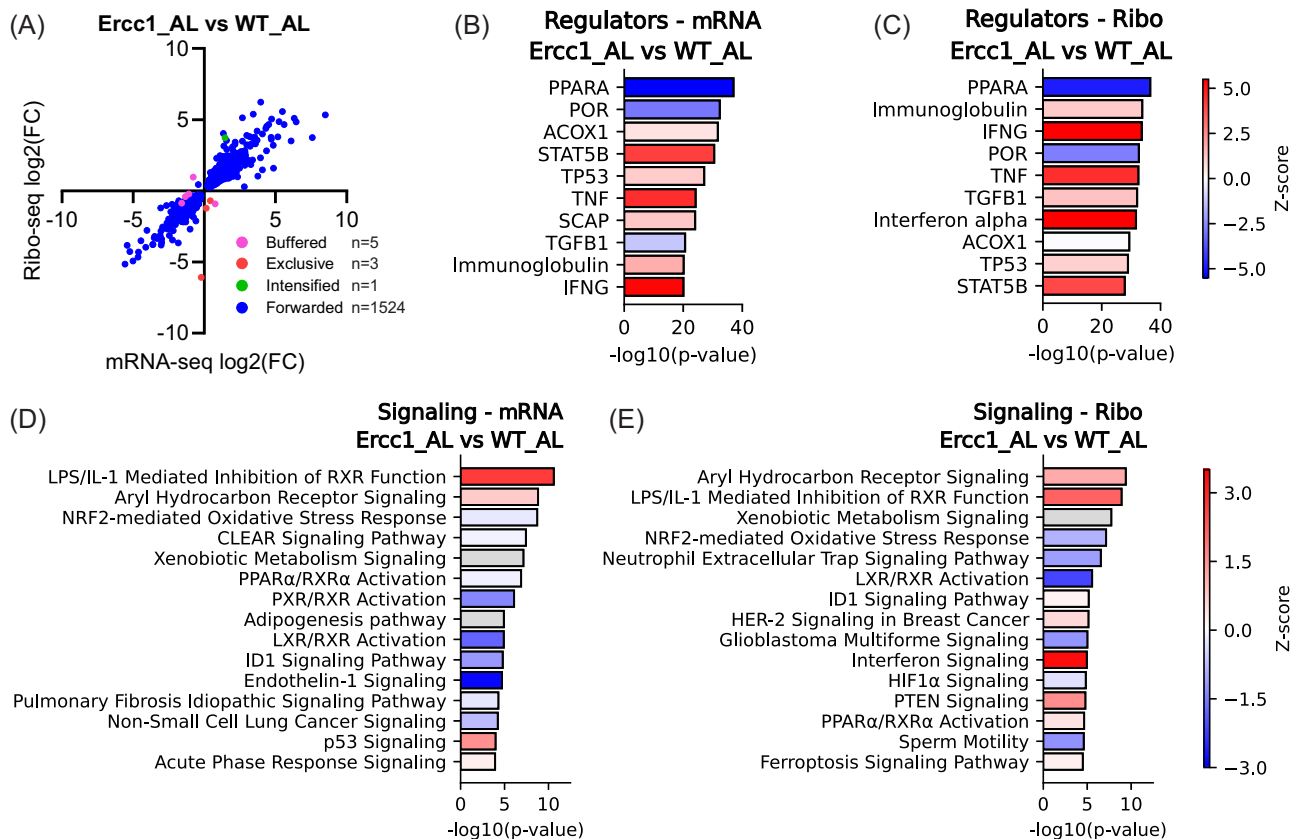 (A)
Ercc1_AL vs WT_AL
Ribo-seq log2(FC)
10
5
-10
-5
5
10
-5
-10
Buffered n=5
Exclusive n=3
Intensified n=1
Forwarded n=1524
mRNA-seq log2(FC)
(B)
Regulators - mRNA
Ercc1_AL vs WT_AL
PPARA
POR
ACOX1
STAT5B
TP53
TNF
SCAP
TGFB1
Immunoglobulin
IFNG
0
20
40
-log10(p-value)
(C)
Regulators - Ribo
Ercc1_AL vs WT_AL
PPARA
Immunoglobulin
IFNG
POR
TNF
TGFB1
Interferon alpha
ACOX1
TP53
STAT5B
0
20
40
-log10(p-value)
5.0
2.5
0.0
−2.5
−5.0
Z-score
(D)
Signaling - mRNA
Ercc1_AL vs WT_AL
LPS/IL-1 Mediated Inhibition of RXR Function
Aryl Hydrocarbon Receptor Signaling
NRF2-mediated Oxidative Stress Response
CLEAR Signaling Pathway
Xenobiotic Metabolism Signaling
PPARα/RXRα Activation
PXR/RXR Activation
Adipogenesis pathway
LXR/RXR Activation
ID1 Signaling Pathway
Endothelin-1 Signaling
Pulmonary Fibrosis Idiopathic Signaling Pathway
Non-Small Cell Lung Cancer Signaling
p53 Signaling
Acute Phase Response Signaling
0
5
10
-log10(p-value)
(E)
Signaling - Ribo
Ercc1_AL vs WT_AL
Aryl Hydrocarbon Receptor Signaling
LPS/IL-1 Mediated Inhibition of RXR Function
Xenobiotic Metabolism Signaling
NRF2-mediated Oxidative Stress Response
Neutrophil Extracellular Trap Signaling Pathway
LXR/RXR Activation
ID1 Signaling Pathway
HER-2 Signaling in Breast Cancer
Glioblastoma Multiforme Signaling
Interferon Signaling
HIF1α Signaling
PTEN Signaling
PPARα/RXRα Activation
Sperm Motility
Ferroptosis Signaling Pathway
0
5
10
-log10(p-value)
3.0
1.5
0.0
−1.5
−3.0
Z-score